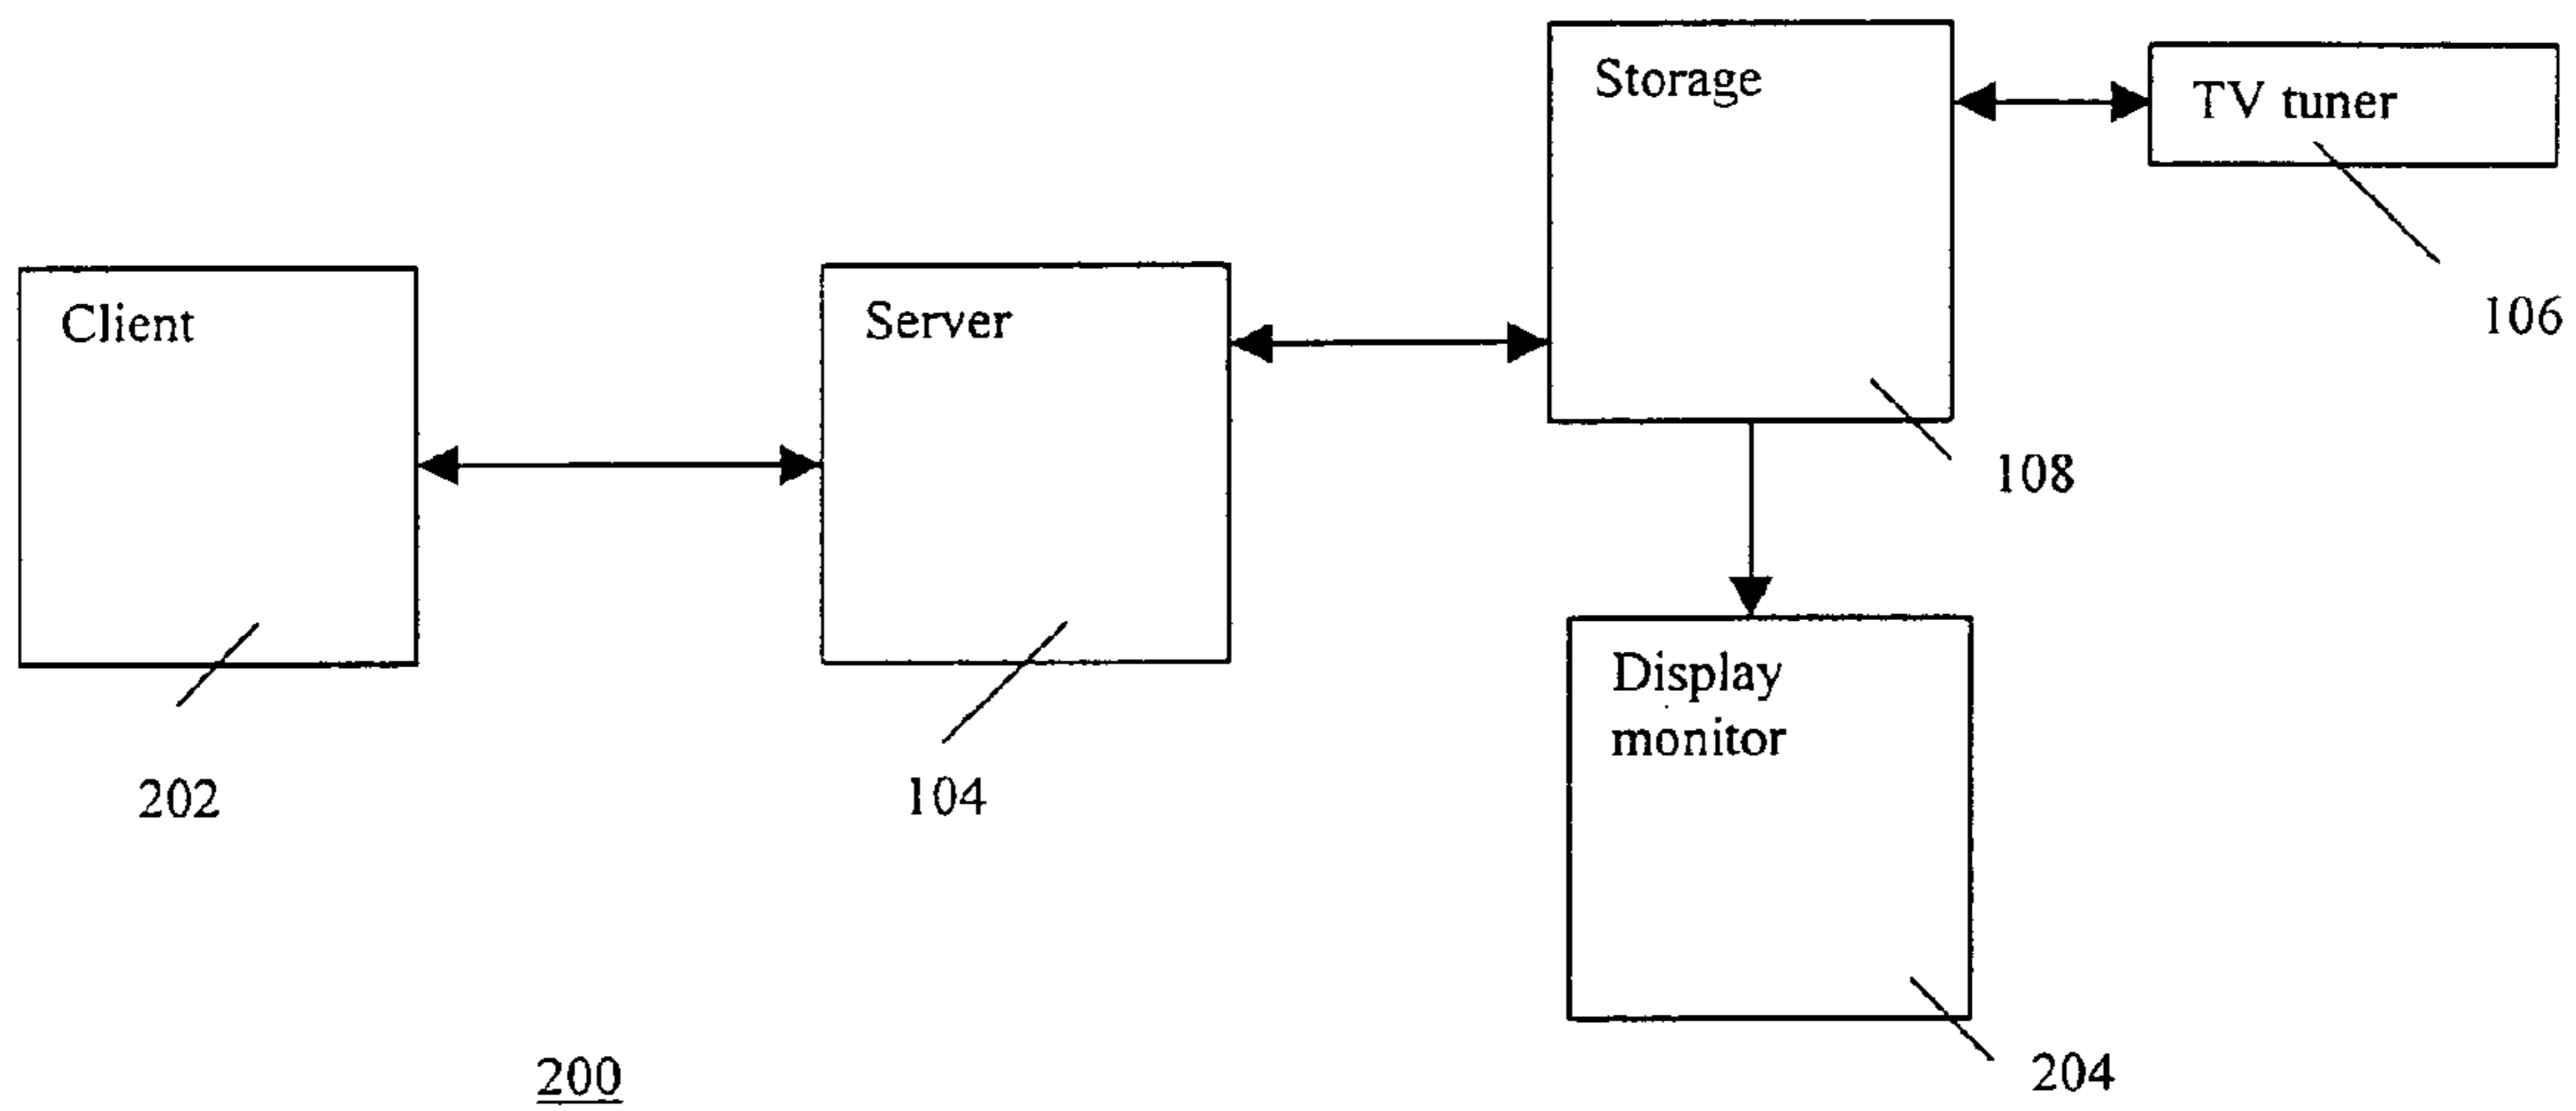 Storage
TV tuner
106
Client
Server
108
Display
monitor
202
104
200
204